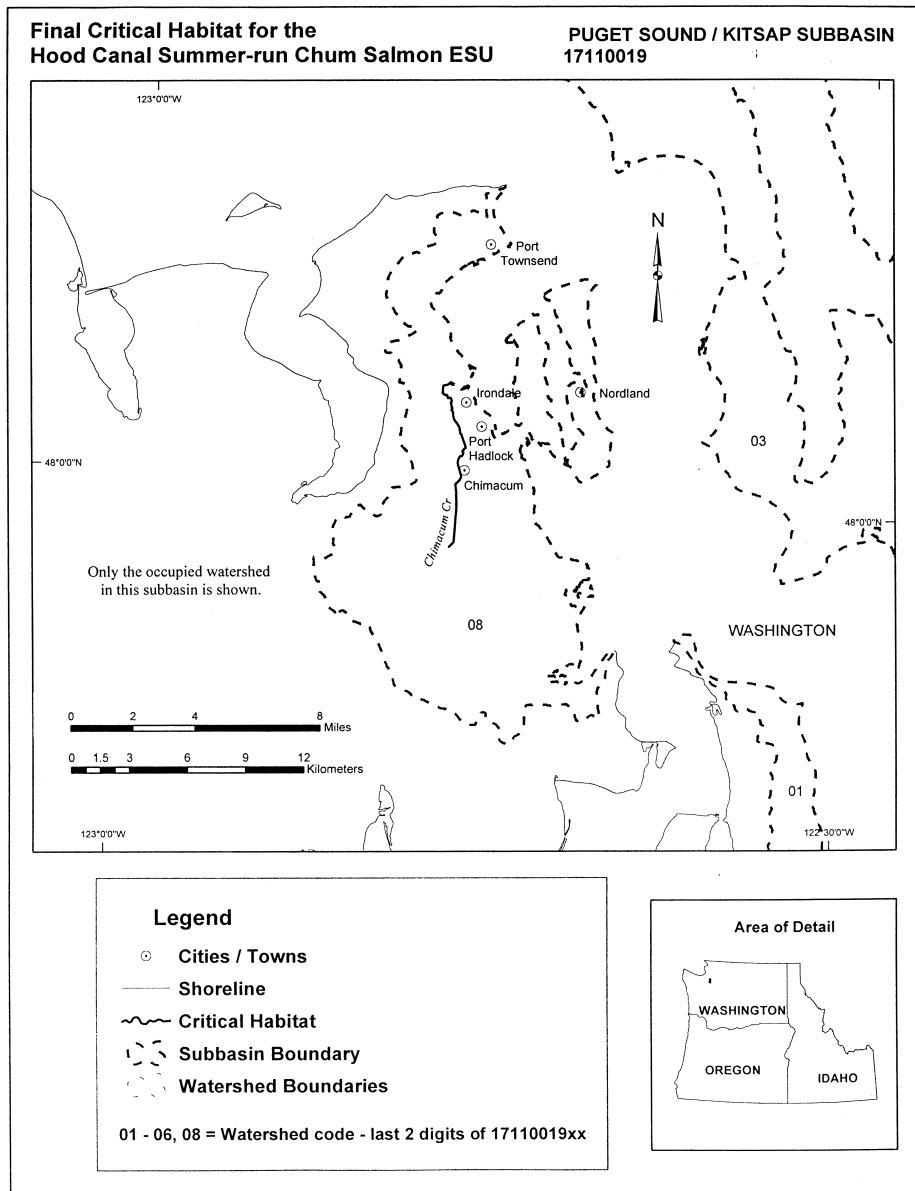 Final Critical Habitat for the
Hood Canal Summer-run Chum Salmon ESU
PUGET SOUND / KITSAP SUBBASIN
17110019
123°0'0"W
Port
Townsend
N
Irondale
Nordland
Port
Hadlock
Chimacum
Chimacum Cr
03
48°0'0"N
48°0'0"N
Only the occupied watershed
in this subbasin is shown.
08
WASHINGTON
01
0 2 4 8
Miles
0 1.5 3 6 9 12
Kilometers
123°0'0"W
122°30'0"W
Legend
Cities / Towns
Shoreline
Critical Habitat
Subbasin Boundary
Watershed Boundaries
01 - 06, 08 = Watershed code - last 2 digits of 17110019xx
Area of Detail
WASHINGTON
OREGON
IDAHO